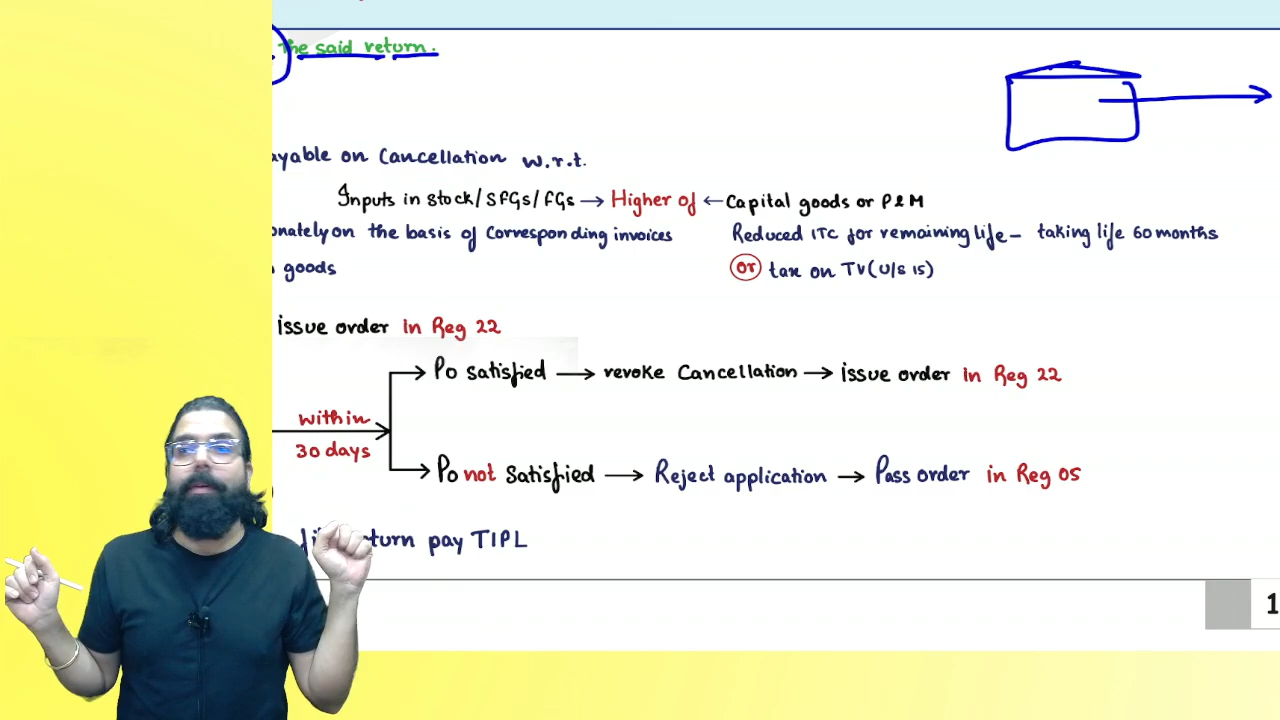 the said return.
ayable on Cancellation w.r.t.
Inputs in stock/SFGs/FGs → Higher of ← Capital goods or P&M
onately on the basis of Corresponding invoices
Reduced ITC for remaining life - taking life 60 months
goods
or tax on TV (U/s 15)
issue order in Reg 22
Po satisfied → revoke Cancellation → issue order in Reg 22
within
30 days
Po not Satisfied → Reject application → Pass order in Reg 05
eturn pay TIPL
1